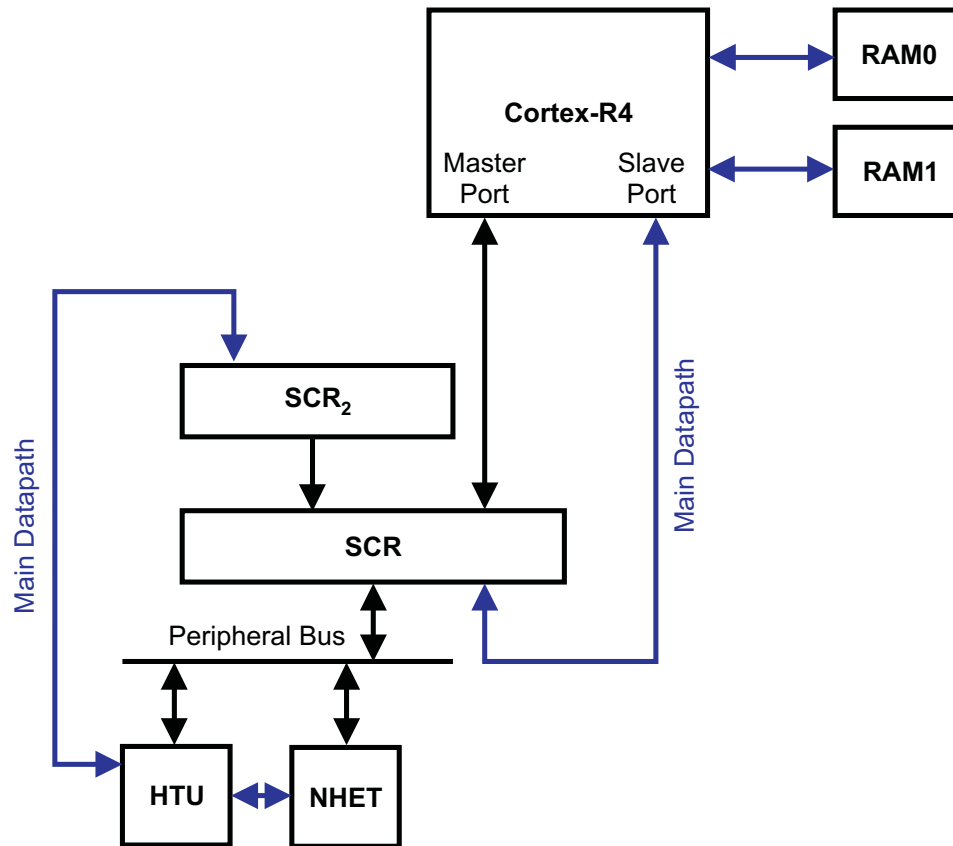 RAM0
Cortex-R4
RAM1
Master
Port
Slave
Port
SCR₂
Main Datapath
Main Datapath
SCR
Peripheral Bus
HTU
NHET